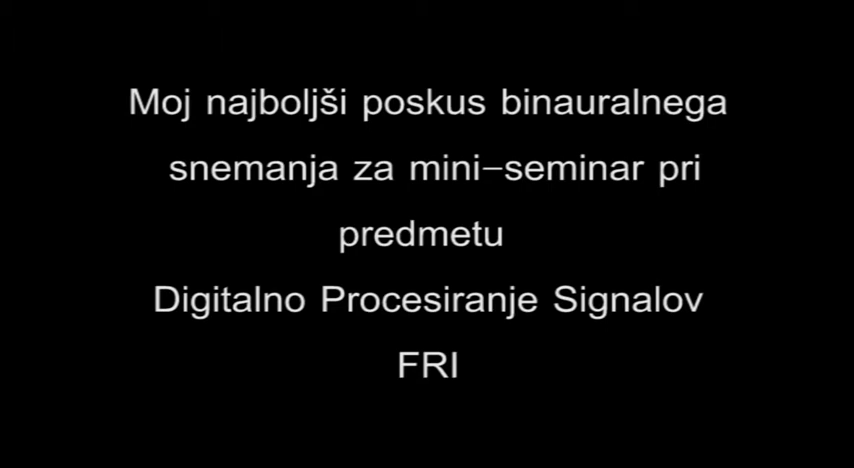 Moj najboljši poskus binauralnega
snemanja za mini-seminar pri
predmetu
Digitalno Procesiranje Signalov
FRI